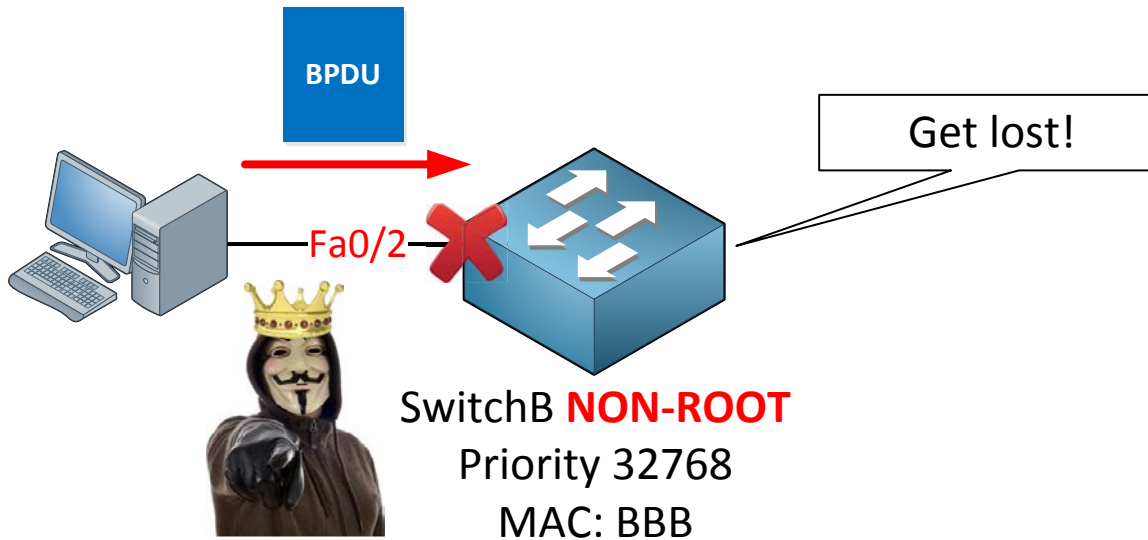 BPDU
Get lost!
Fa0/2
SwitchB NON-ROOT
Priority 32768
MAC: BBB